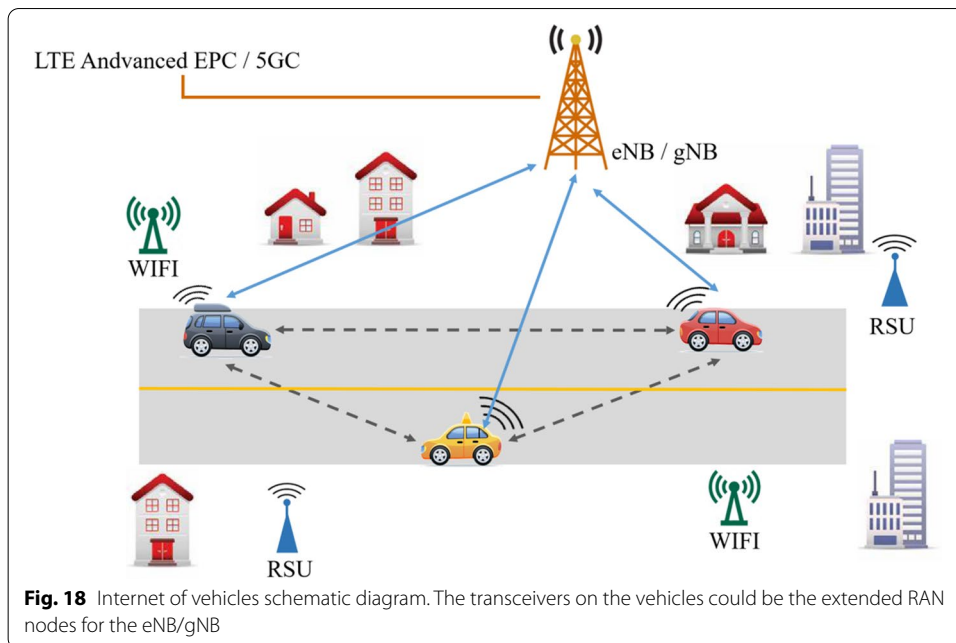 LTE Andvanced EPC / 5GC
eNB / gNB
WIFI
RSU
WIFI
RSU
Fig. 18 Internet of vehicles schematic diagram. The transceivers on the vehicles could be the extended RAN
nodes for the eNB/gNB